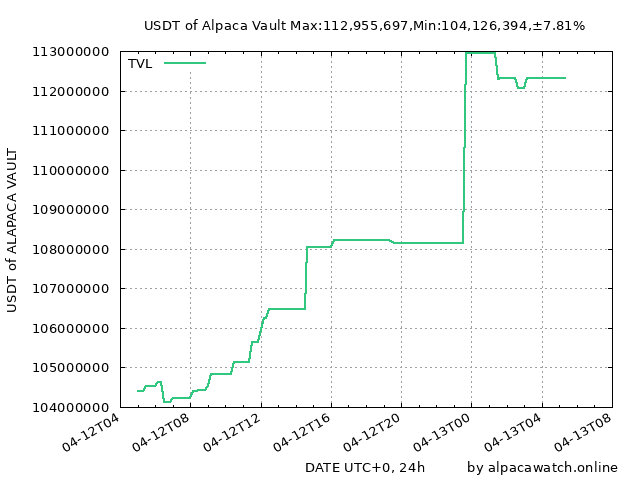 USDT of Alpaca Vault Max:112,955,697,Min:104,126,394,±7.81%
TVL
113000000
112000000
111000000
110000000
109000000
108000000
107000000
106000000
105000000
104000000
USDT of ALAPACA VAULT
04-12T04
04-12T08
04-12T12
04-12T16
04-12T20
04-13T00
04-13T04
04-13T08
DATE UTC+0, 24h
by alpacawatch.online